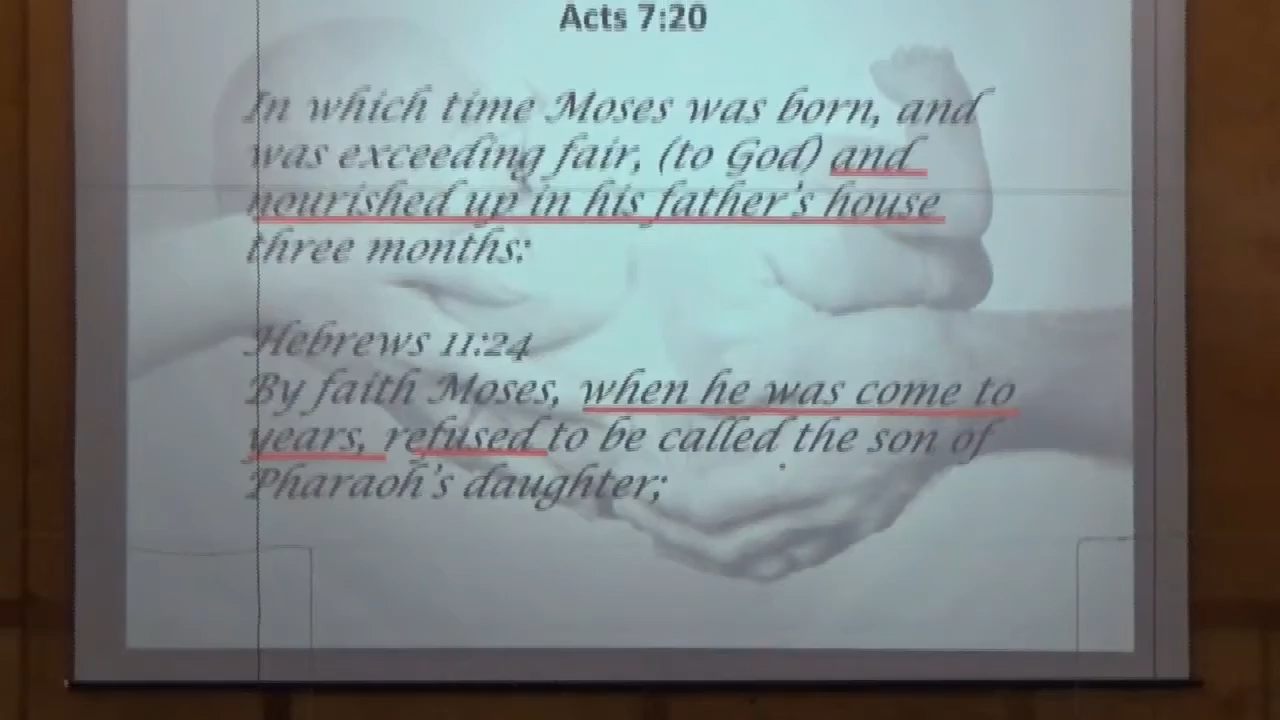 Acts 7:20
In which time Moses was born, and
was exceeding fair, (to God) and
nourished up in his father's house
three months:
Hebrews 11:24
By faith Moses, when he was come to
years, refused to be called the son of
Pharaoh's daughter;